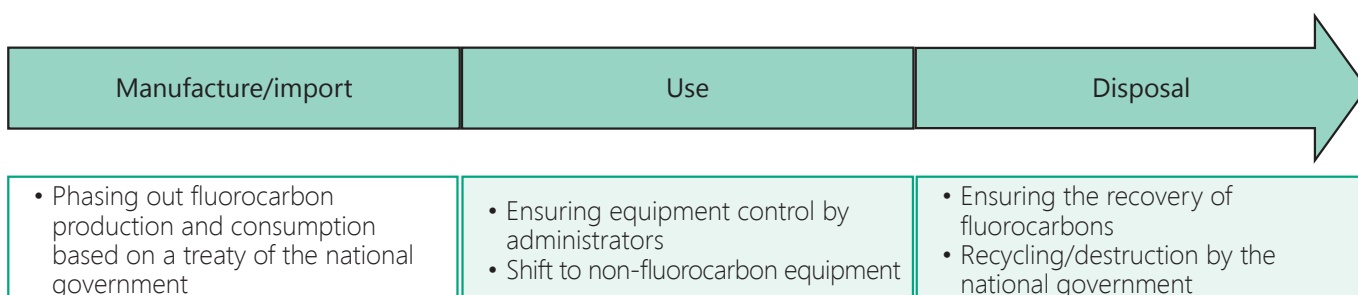 Manufacture/import
Use
Disposal
• Phasing out fluorocarbon
production and consumption
based on a treaty of the national
government
• Ensuring equipment control by
administrators
• Shift to non-fluorocarbon equipment
• Ensuring the recovery of
fluorocarbons
• Recycling/destruction by the
national government